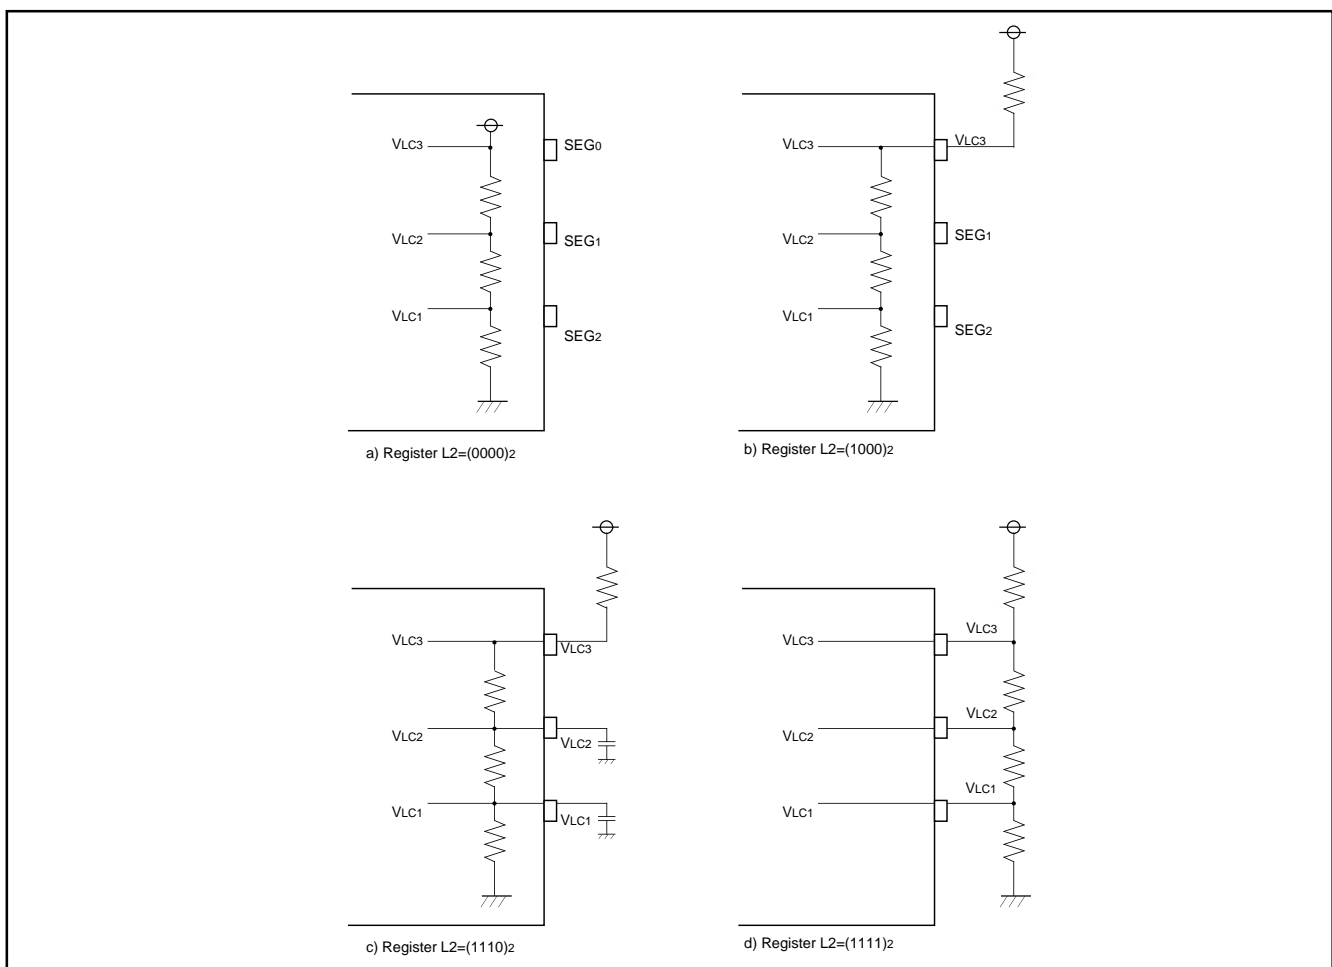 VLC3
SEG0
VLC2
SEG1
VLC1
SEG2
a) Register L2=(0000)2
VLC3
VLC3
VLC2
SEG1
VLC1
SEG2
b) Register L2=(1000)2
VLC3
VLC3
VLC2
VLC2
VLC1
VLC1
c) Register L2=(1110)2
VLC3
VLC3
VLC2
VLC2
VLC1
VLC1
d) Register L2=(1111)2